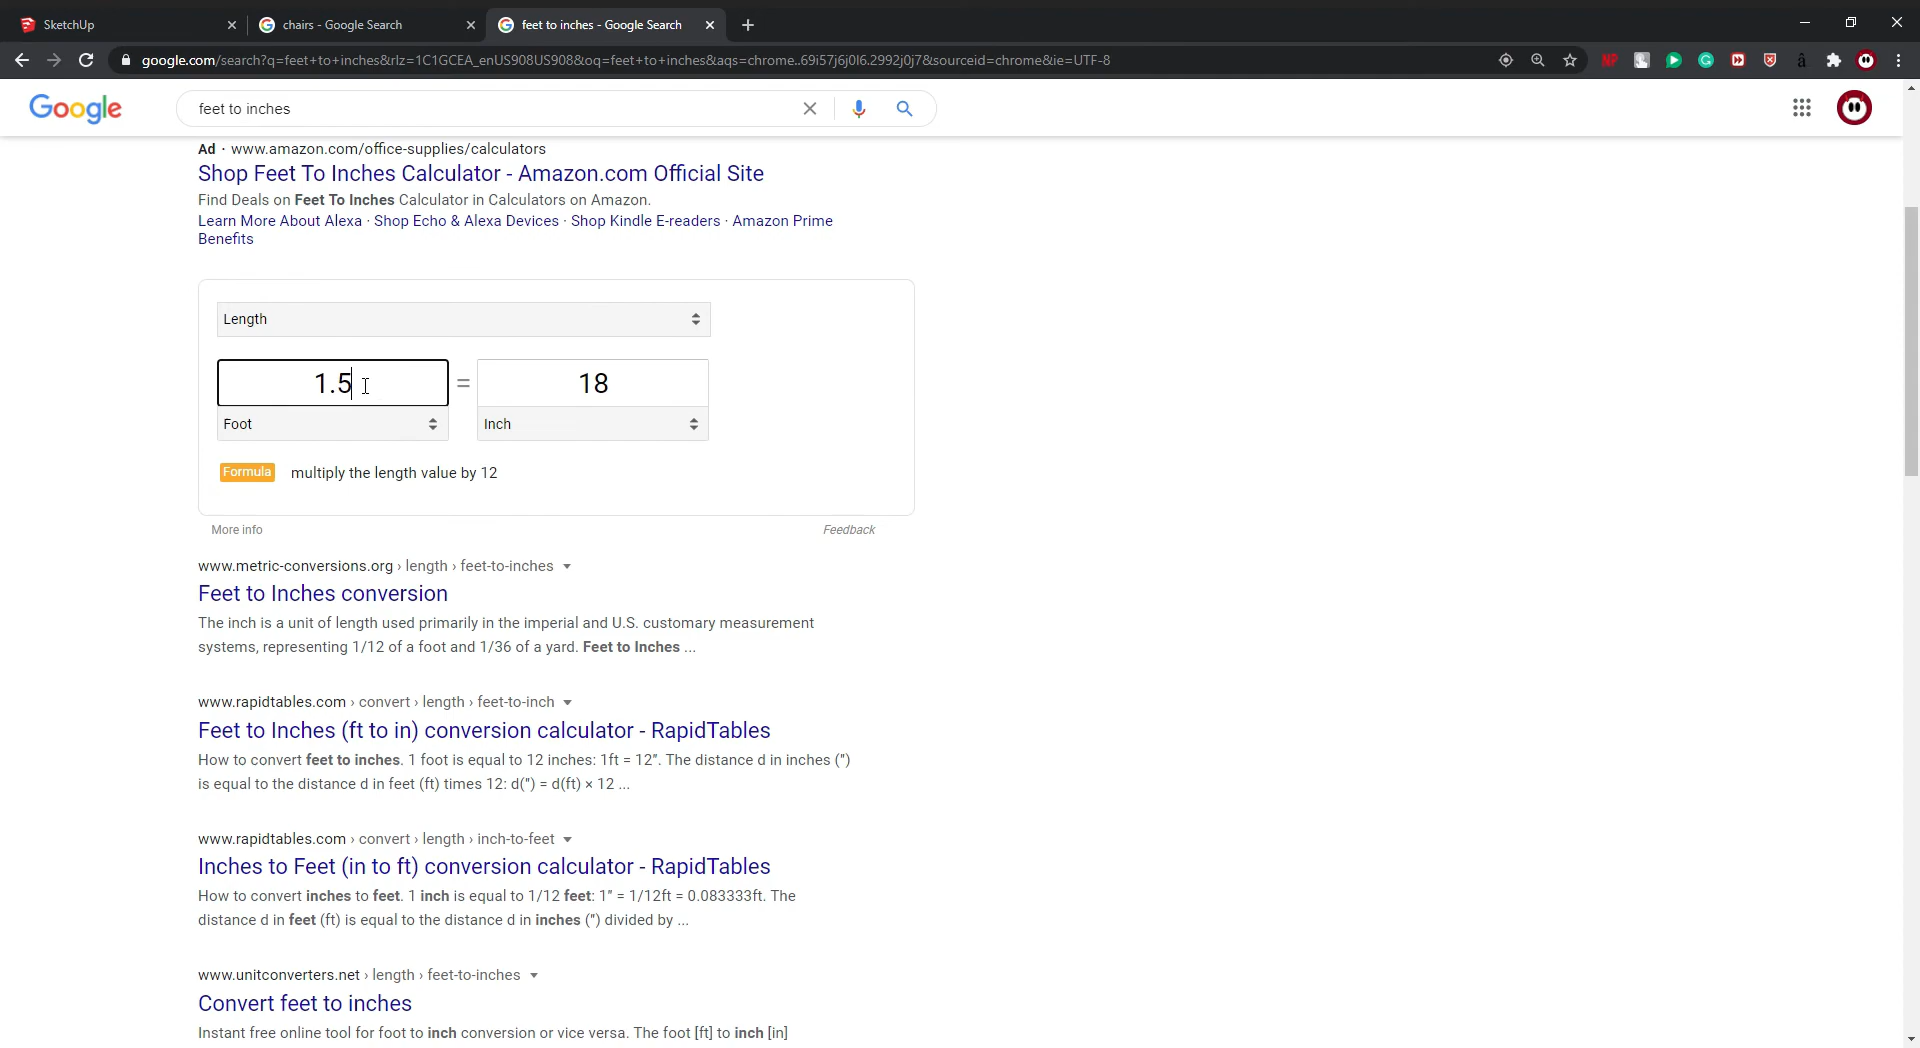 SketchUp
chairs - Google Search
feet to inches - Google Search
google.com/search?q=feet+to+inches&rlz=1C1GCEA_enUS908US908&oq=feet+to+inches&aqs=chrome..69i57j6j0l6.2992j0j7&sourceid=chrome&ie=UTF-8
NP
â
Google
feet to inches
Ad · www.amazon.com/office-supplies/calculators
Shop Feet To Inches Calculator - Amazon.com Official Site
Find Deals on Feet To Inches Calculator in Calculators on Amazon.
Learn More About Alexa · Shop Echo & Alexa Devices · Shop Kindle E-readers · Amazon Prime
Benefits
Length
1.5 = 18
Foot
Inch
Formula multiply the length value by 12
More info
Feedback
www.metric-conversions.org › length › feet-to-inches
Feet to Inches conversion
The inch is a unit of length used primarily in the imperial and U.S. customary measurement
systems, representing 1/12 of a foot and 1/36 of a yard. Feet to Inches ...
www.rapidtables.com › convert › length › feet-to-inch
Feet to Inches (ft to in) conversion calculator - RapidTables
How to convert feet to inches. 1 foot is equal to 12 inches: 1ft = 12". The distance d in inches (")
is equal to the distance d in feet (ft) times 12: d(") = d(ft) × 12 ...
www.rapidtables.com › convert › length › inch-to-feet
Inches to Feet (in to ft) conversion calculator - RapidTables
How to convert inches to feet. 1 inch is equal to 1/12 feet: 1" = 1/12ft = 0.083333ft. The
distance d in feet (ft) is equal to the distance d in inches (") divided by ...
www.unitconverters.net › length › feet-to-inches
Convert feet to inches
Instant free online tool for foot to inch conversion or vice versa. The foot [ft] to inch [in]